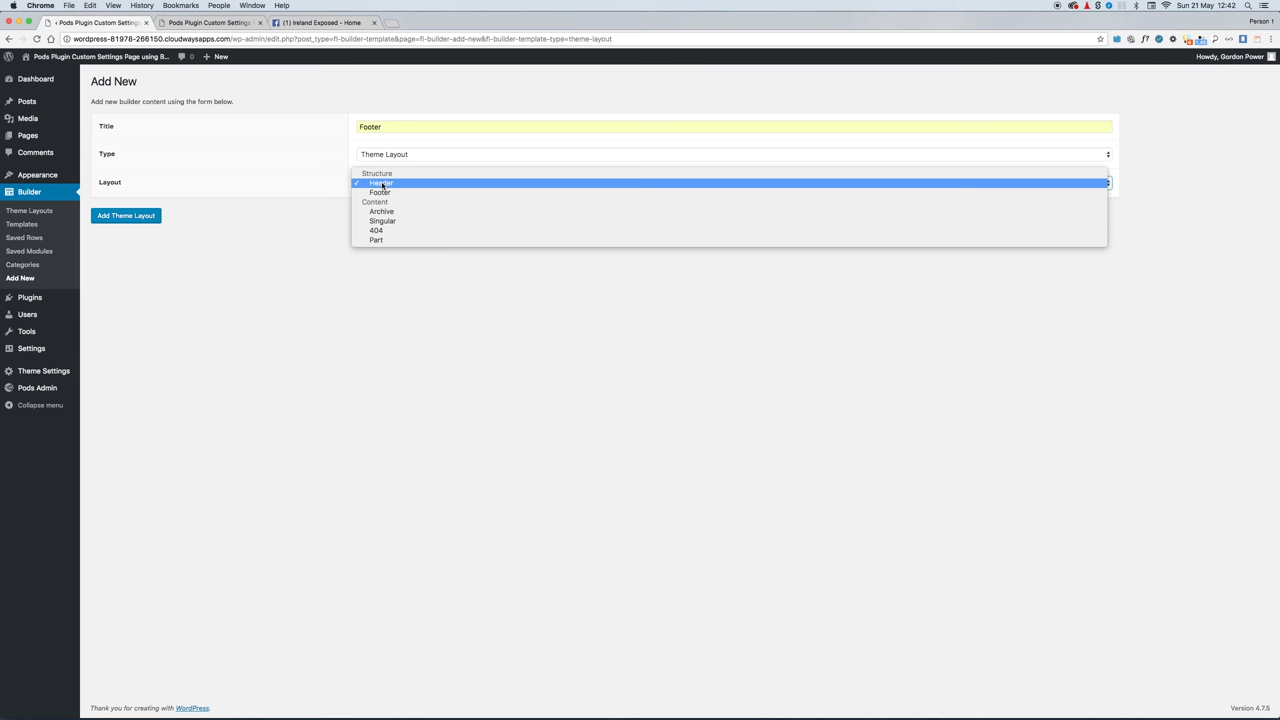 Chrome File Edit View History Bookmarks People Window Help Sun 21 May 12:42
‹ Pods Plugin Custom Settings Pods Plugin Custom Settings (1) Ireland Exposed - Home Person 1
wordpress-81978-266150.cloudwaysapps.com/wp-admin/edit.php?post_type=fl-builder-template&page=fl-builder-add-new&fl-builder-template-type=theme-layout
Pods Plugin Custom Settings Page using B... 0 + New Howdy, Gordon Power
Dashboard
Posts
Media
Pages
Comments
Appearance
Builder
Theme Layouts
Templates
Saved Rows
Saved Modules
Categories
Add New
Plugins
Users
Tools
Settings
Theme Settings
Pods Admin
Collapse menu
Add New
Add new builder content using the form below.
Title Footer
Type Theme Layout
Layout
Structure
✓ Header
Footer
Content
Archive
Singular
404
Part
Add Theme Layout
Thank you for creating with WordPress. Version 4.7.5